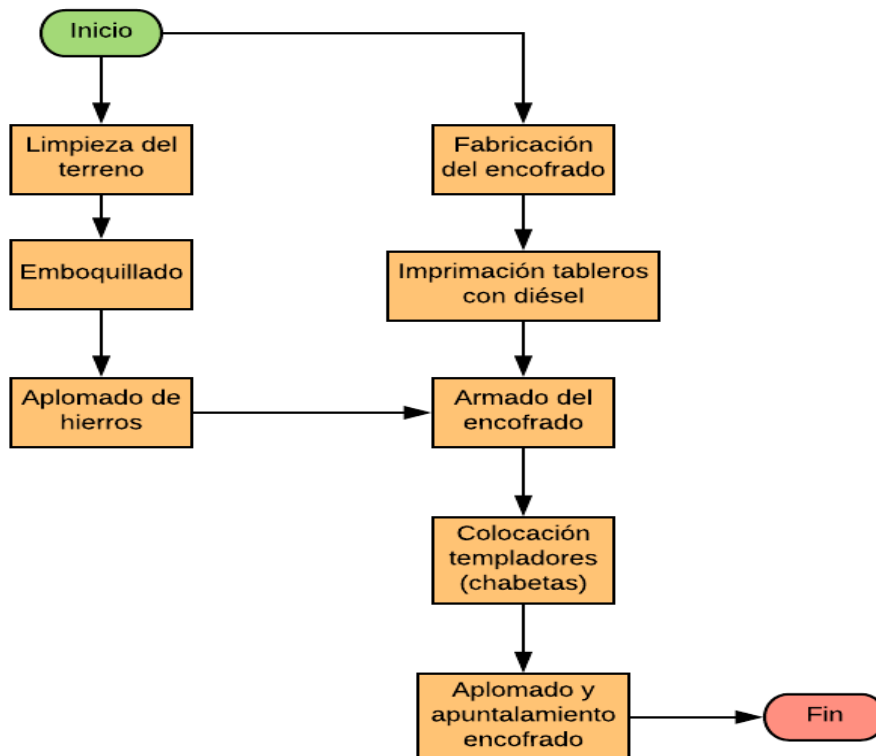 Inicio
Limpieza del
terreno
Emboquillado
Aplomado de
hierros
Fabricación
del encofrado
Imprimación tableros
con diésel
Armado del
encofrado
Colocación
templadores
(chabetas)
Aplomado y
apuntalamiento
encofrado
Fin